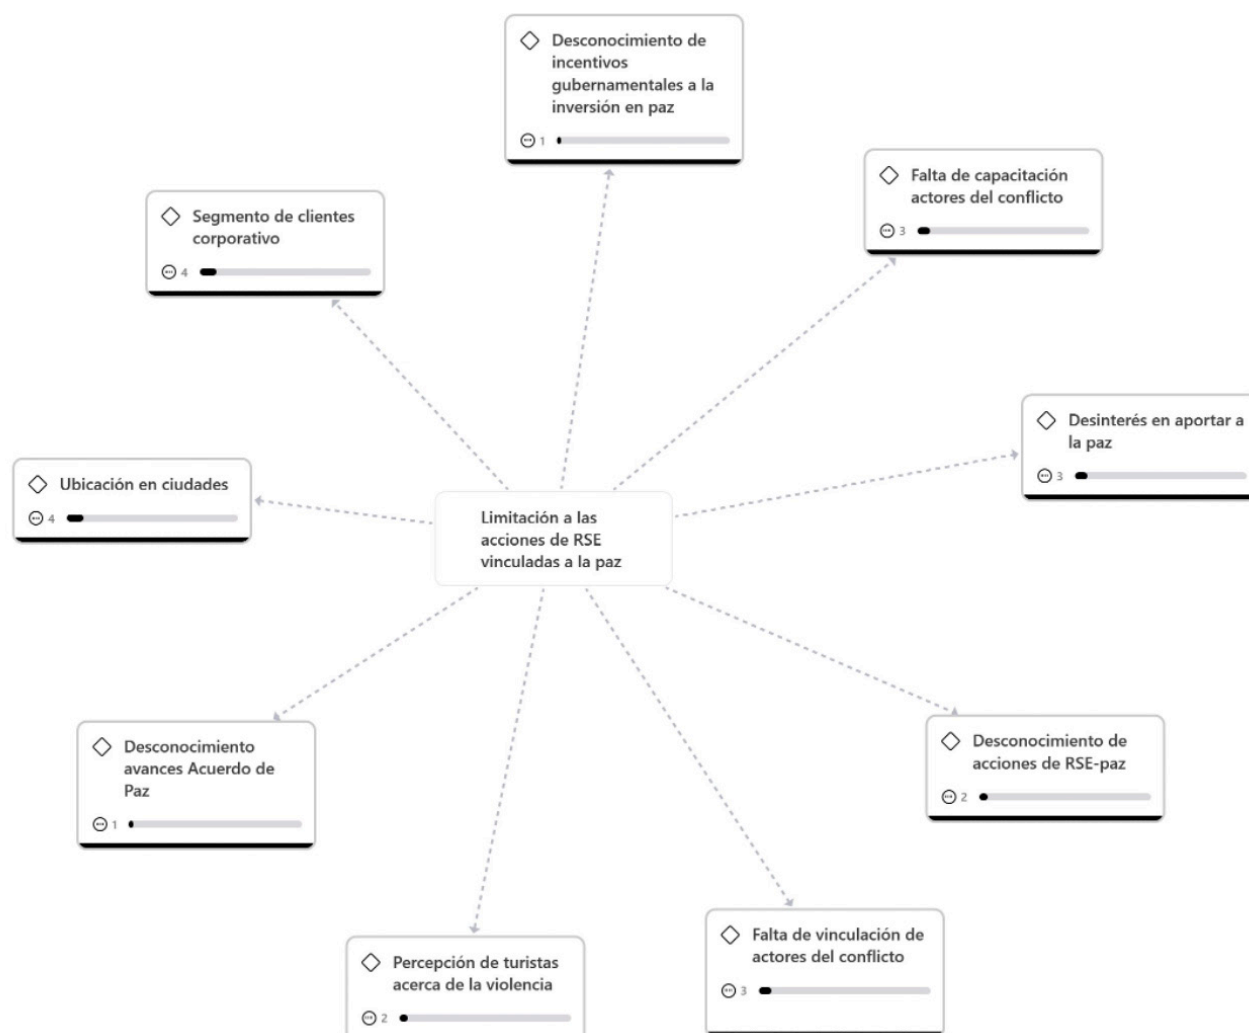 Desconocimiento de
incentivos
gubernamentales a la
inversión en paz
1
Falta de capacitación
actores del conflicto
3
Segmento de clientes
corporativo
4
Desinterés en aportar a
la paz
3
Ubicación en ciudades
4
Limitación a las
acciones de RSE
vinculadas a la paz
Desconocimiento
avances Acuerdo de
Paz
1
Desconocimiento de
acciones de RSE-paz
2
Falta de vinculación de
actores del conflicto
3
Percepción de turistas
acerca de la violencia
2